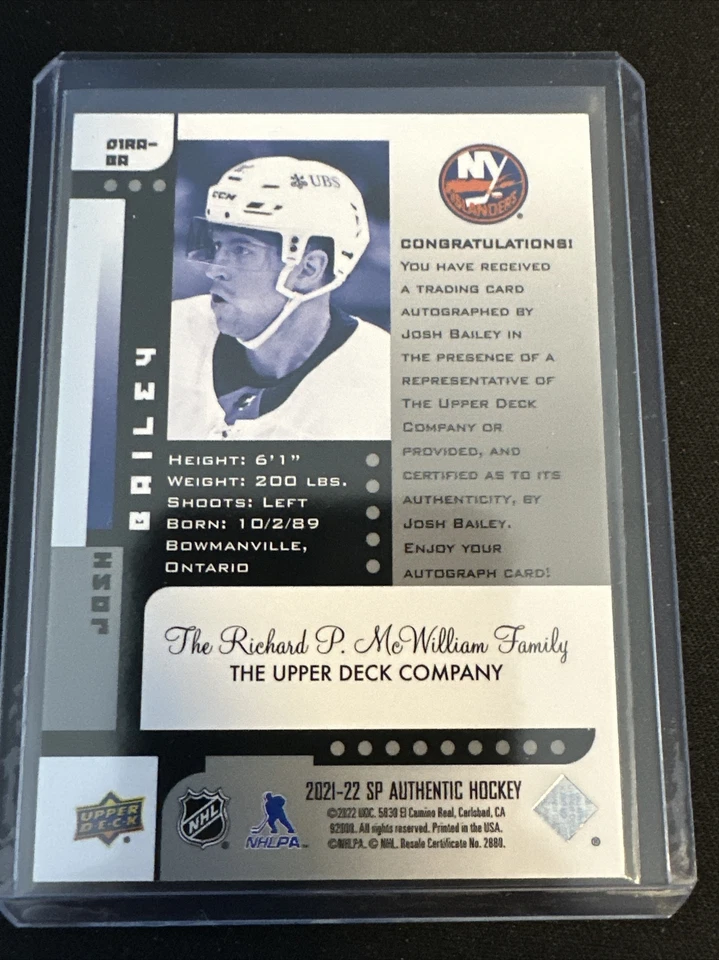 01RA-
BA
UBS
CCM
NY
ISLANDERS
CONGRATULATIONS!
YOU HAVE RECEIVED
A TRADING CARD
AUTOGRAPHED BY
JOSH BAILEY IN
THE PRESENCE OF A
REPRESENTATIVE OF
THE UPPER DECK
COMPANY OR
PROVIDED, AND
CERTIFIED AS TO ITS
AUTHENTICITY, BY
JOSH BAILEY.
ENJOY YOUR
AUTOGRAPH CARD!
JOSH BAILEY
HEIGHT: 6'1"
WEIGHT: 200 LBS.
SHOOTS: LEFT
BORN: 10/2/89
BOWMANVILLE,
ONTARIO
The Richard P. McWilliam Family
THE UPPER DECK COMPANY
2021-22 SP AUTHENTIC HOCKEY
©2022 UDC. 5830 El Camino Real, Carlsbad, CA
92008. All rights reserved. Printed in the USA.
©NHLPA. © NHL. Resale Certificate No. 2880.
UPPER
DECK
NHL
NHLPA